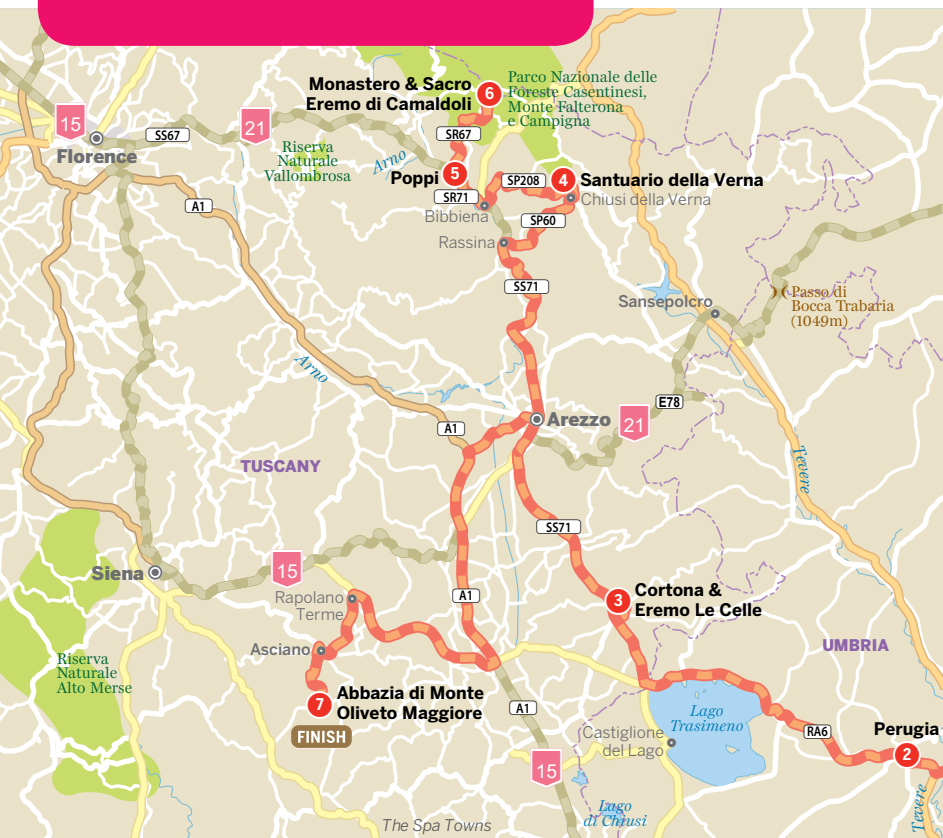 Monastero & Sacro
Eremo di Camaldoli
6
Parco Nazionale delle
Foreste Casentinesi,
Monte Falterona
e Campigna
15
21
SS67
SR67
Florence
Riserva
Naturale
Vallombrosa
Arno
Poppi
5
SP208
4
Santuario della Verna
SR71
Chiusi della Verna
A1
Bibbiena
SP60
Rassina
SS71
Sansepolcro
Passo di
Bocca Trabaria
(1049m)
Arno
E78
Arezzo
21
A1
TUSCANY
Tevere
SS71
Siena
15
Rapolano
Terme
A1
3
Cortona &
Eremo Le Celle
Asciano
UMBRIA
Riserva
Naturale
Alto Merse
7
Abbazia di Monte
Oliveto Maggiore
FINISH
A1
Lago
Trasimeno
Castiglione
del Lago
RA6
Perugia
2
15
Tevere
Lago
di Chiusi
The Spa Towns